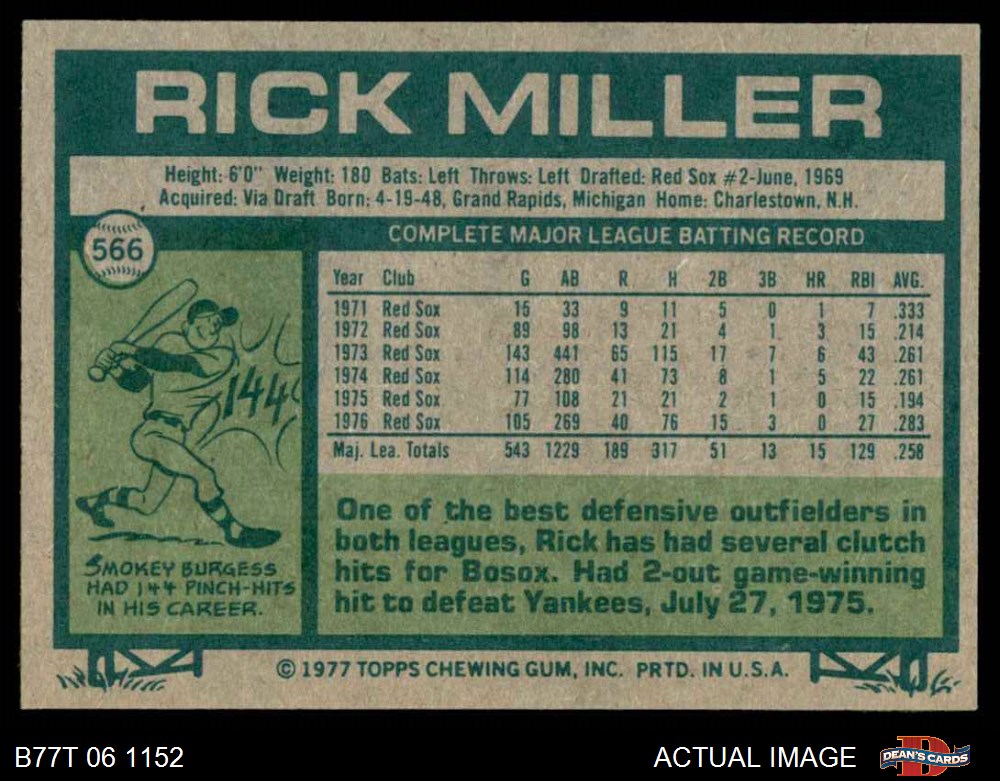 RICK MILLER
Height: 6'0" Weight: 180 Bats: Left Throws: Left Drafted: Red Sox #2-June, 1969
Acquired: Via Draft Born: 4-19-48, Grand Rapids, Michigan Home: Charlestown, N.H.
566
COMPLETE MAJOR LEAGUE BATTING RECORD
Year Club G AB R H 2B 3B HR RBI AVG.
1971 Red Sox 15 33 9 11 5 0 1 7 .333
1972 Red Sox 89 98 13 21 4 1 3 15 .214
1973 Red Sox 143 441 65 115 17 7 6 43 .261
1974 Red Sox 114 280 41 73 8 1 5 22 .261
1975 Red Sox 77 108 21 21 2 1 0 15 .194
1976 Red Sox 105 269 40 76 15 3 0 27 .283
Maj. Lea. Totals 543 1229 189 317 51 13 15 129 .258
144
SMOKEY BURGESS
HAD 144 PINCH-HITS
IN HIS CAREER.
One of the best defensive outfielders in
both leagues, Rick has had several clutch
hits for Bosox. Had 2-out game-winning
hit to defeat Yankees, July 27, 1975.
© 1977 TOPPS CHEWING GUM, INC. PRTD. IN U.S.A.
B77T 06 1152
ACTUAL IMAGE
D
DEAN'S CARDS